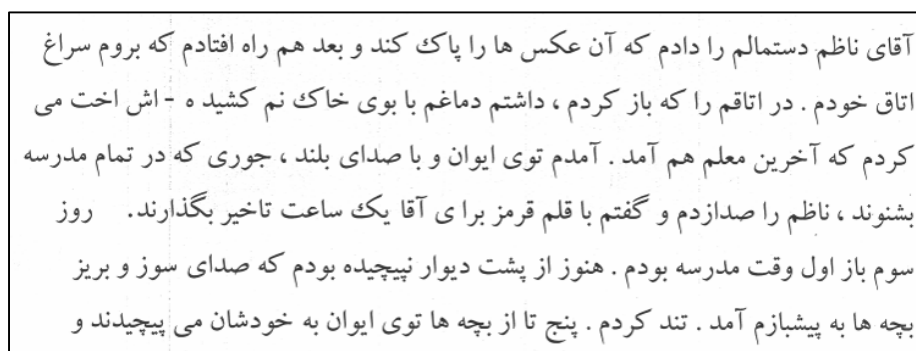 آقای ناظم دستمالم را دادم که آن عکس ها را پاک کند و بعد هم راه افتادم که بروم سراغ
اتاق خودم . در اتاقم را که باز کردم ، داشتم دماغم با بوی خاک نم کشید ه - اش اخت می
کردم که آخرین معلم هم آمد . آمدم توی ایوان و با صدای بلند ، جوری که در تمام مدرسه
بشنوند ، ناظم را صدازدم و گفتم با قلم قرمز برا ی آقا یک ساعت تاخیر بگذارند. روز
سوم باز اول وقت مدرسه بودم . هنوز از پشت دیوار نپیچیده بودم که صدای سوز و بریز
بچه ها به پیشبازم آمد . تند کردم . پنج تا از بچه ها توی ایوان به خودشان می پیچیدند و